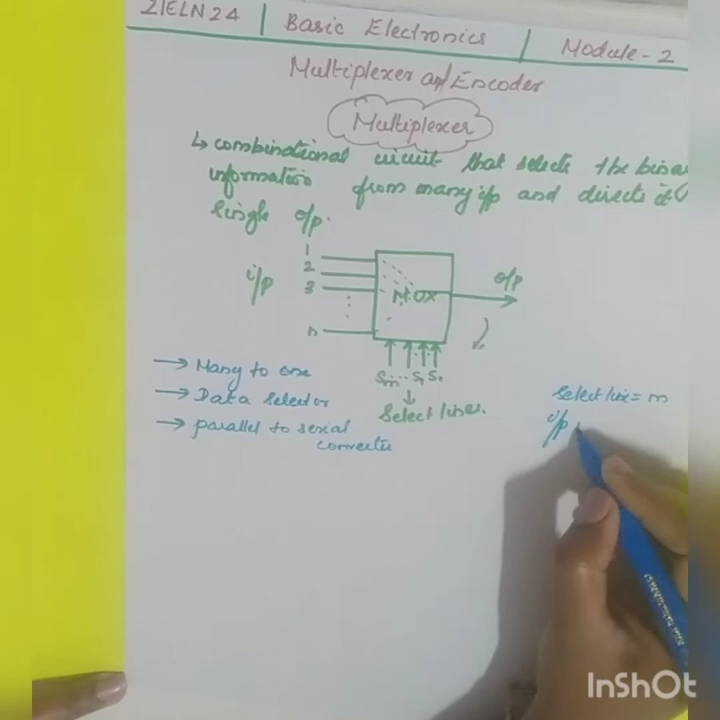 21ELN24 | Basic Electronics | Module - 2
Multiplexer and Encoder
Multiplexer
↳ combinational circuit that selects the bina
information from many i/p and directs it
single o/p.
1
2
3
n
i/p
MUX
o/p
Sm... S1 S0
Select lines.
→ Many to one
→ Data selector
→ parallel to serial
converter
Select line = m
i/p
InShOt